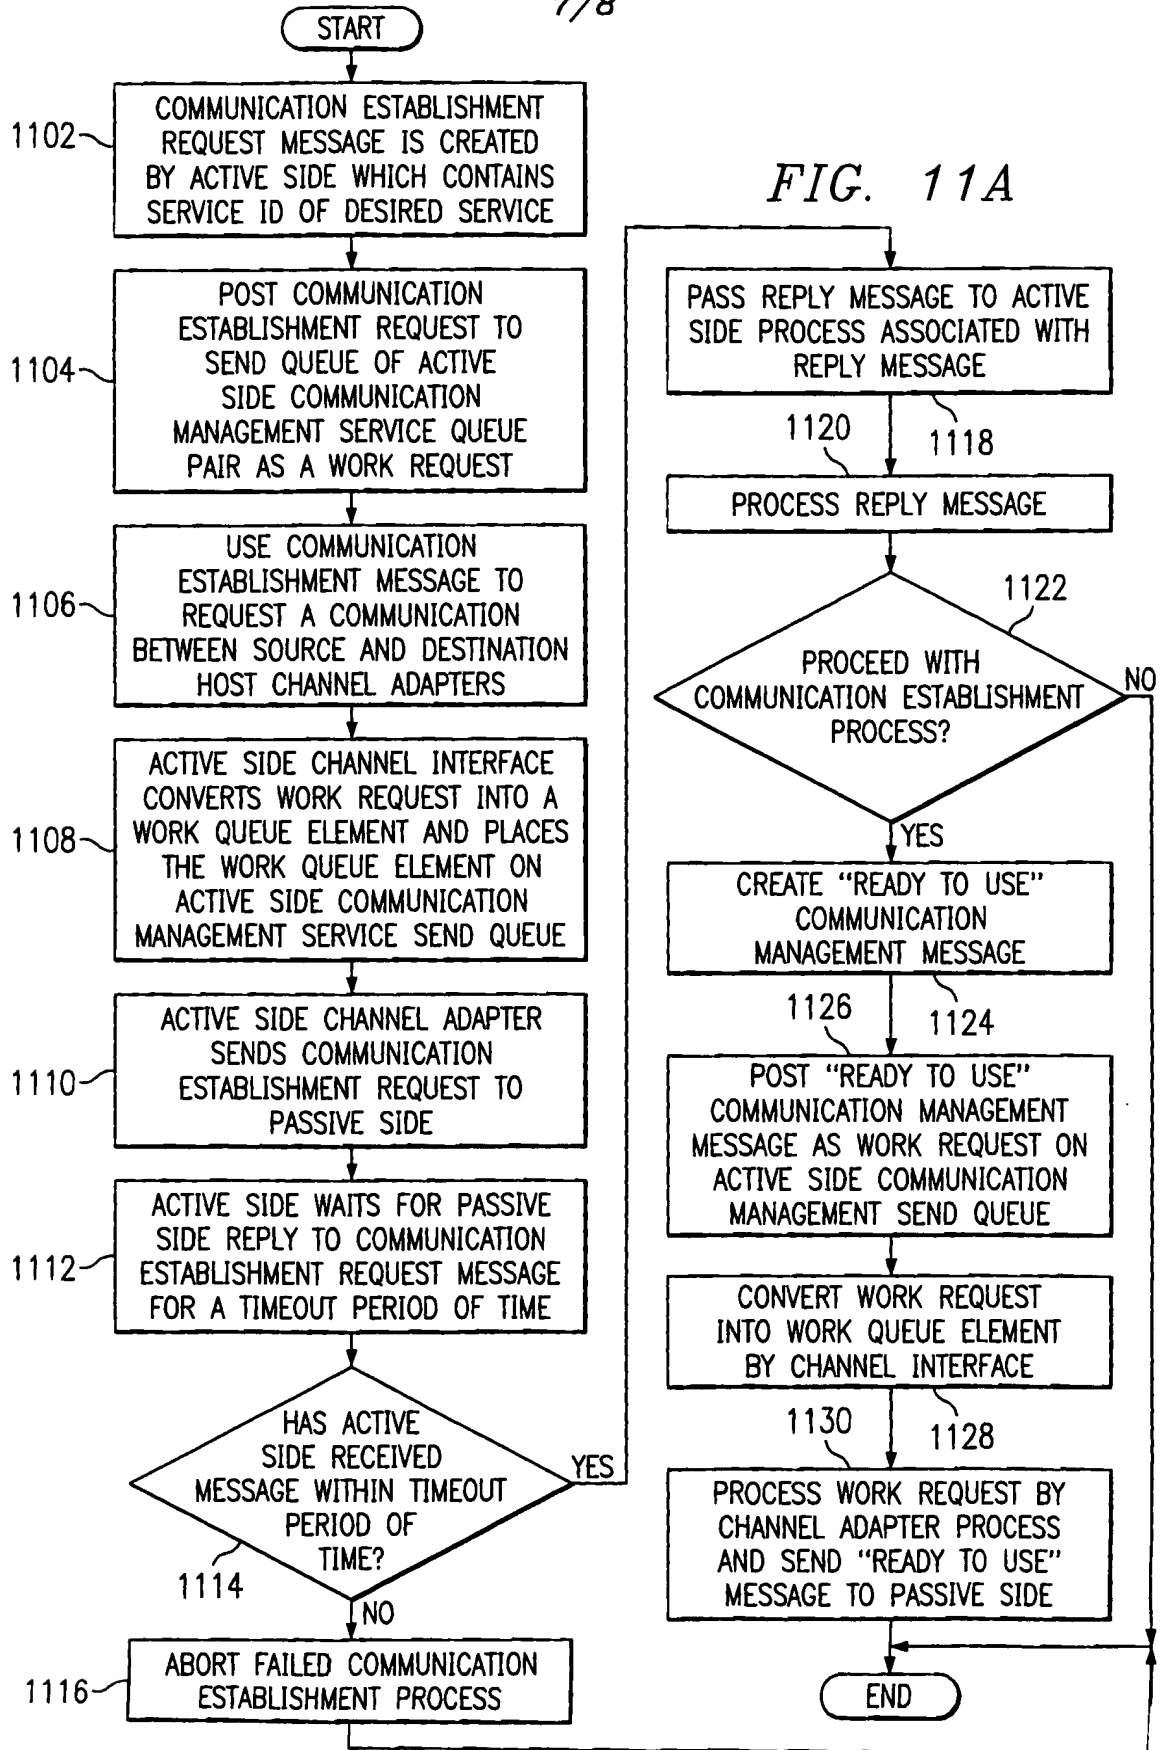 7/8
START
1102
COMMUNICATION ESTABLISHMENT
REQUEST MESSAGE IS CREATED
BY ACTIVE SIDE WHICH CONTAINS
SERVICE ID OF DESIRED SERVICE
1104
POST COMMUNICATION
ESTABLISHMENT REQUEST TO
SEND QUEUE OF ACTIVE
SIDE COMMUNICATION
MANAGEMENT SERVICE QUEUE
PAIR AS A WORK REQUEST
1106
USE COMMUNICATION
ESTABLISHMENT MESSAGE TO
REQUEST A COMMUNICATION
BETWEEN SOURCE AND DESTINATION
HOST CHANNEL ADAPTERS
1108
ACTIVE SIDE CHANNEL INTERFACE
CONVERTS WORK REQUEST INTO A
WORK QUEUE ELEMENT AND PLACES
THE WORK QUEUE ELEMENT ON
ACTIVE SIDE COMMUNICATION
MANAGEMENT SERVICE SEND QUEUE
1110
ACTIVE SIDE CHANNEL ADAPTER
SENDS COMMUNICATION
ESTABLISHMENT REQUEST TO
PASSIVE SIDE
1112
ACTIVE SIDE WAITS FOR PASSIVE
SIDE REPLY TO COMMUNICATION
ESTABLISHMENT REQUEST MESSAGE
FOR A TIMEOUT PERIOD OF TIME
HAS ACTIVE
SIDE RECEIVED
MESSAGE WITHIN TIMEOUT
PERIOD OF
TIME?
YES
1114
NO
1116
ABORT FAILED COMMUNICATION
ESTABLISHMENT PROCESS
FIG. 11A
PASS REPLY MESSAGE TO ACTIVE
SIDE PROCESS ASSOCIATED WITH
REPLY MESSAGE
1118
1120
PROCESS REPLY MESSAGE
1122
PROCEED WITH
COMMUNICATION ESTABLISHMENT
PROCESS?
NO
YES
CREATE "READY TO USE"
COMMUNICATION
MANAGEMENT MESSAGE
1124
1126
POST "READY TO USE"
COMMUNICATION MANAGEMENT
MESSAGE AS WORK REQUEST ON
ACTIVE SIDE COMMUNICATION
MANAGEMENT SEND QUEUE
CONVERT WORK REQUEST
INTO WORK QUEUE ELEMENT
BY CHANNEL INTERFACE
1128
1130
PROCESS WORK REQUEST BY
CHANNEL ADAPTER PROCESS
AND SEND "READY TO USE"
MESSAGE TO PASSIVE SIDE
END